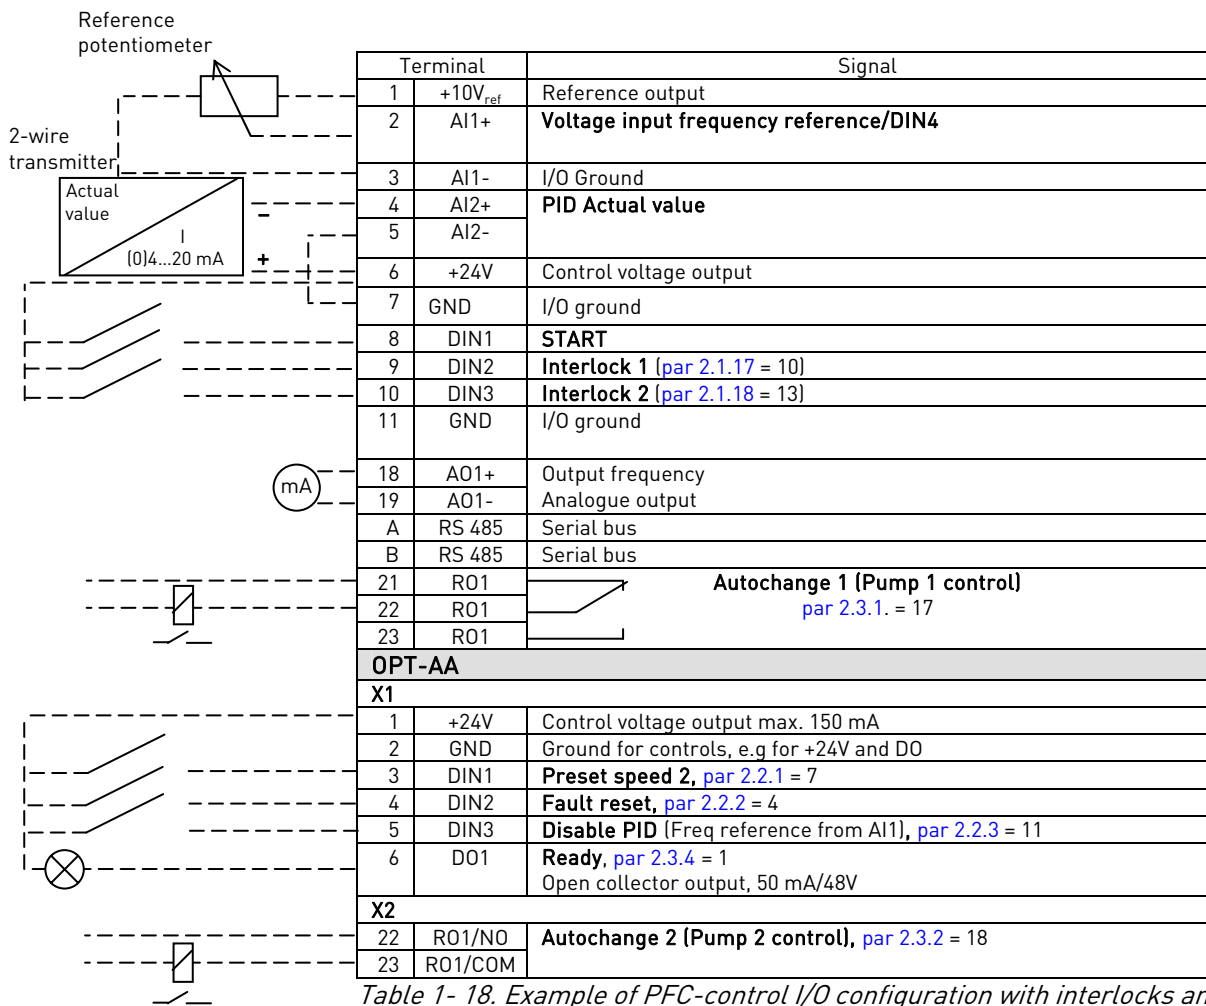 Reference
potentiometer
2-wire
transmitter
Actual
value
I
(0)4...20 mA
−
+
Terminal Signal
1 +10Vref Reference output
2 AI1+ Voltage input frequency reference/DIN4
3 AI1- I/O Ground
4 AI2+ PID Actual value
5 AI2-
6 +24V Control voltage output
7 GND I/O ground
8 DIN1 START
9 DIN2 Interlock 1 (par 2.1.17 = 10)
10 DIN3 Interlock 2 (par 2.1.18 = 13)
11 GND I/O ground
mA
18 AO1+ Output frequency
19 AO1- Analogue output
A RS 485 Serial bus
B RS 485 Serial bus
21 RO1 Autochange 1 (Pump 1 control)
22 RO1 par 2.3.1. = 17
23 RO1
OPT-AA
X1
1 +24V Control voltage output max. 150 mA
2 GND Ground for controls, e.g for +24V and DO
3 DIN1 Preset speed 2, par 2.2.1 = 7
4 DIN2 Fault reset, par 2.2.2 = 4
5 DIN3 Disable PID (Freq reference from AI1), par 2.2.3 = 11
6 DO1 Ready, par 2.3.4 = 1
Open collector output, 50 mA/48V
X2
22 RO1/NO Autochange 2 (Pump 2 control), par 2.3.2 = 18
23 RO1/COM
Table 1- 18. Example of PFC-control I/O configuration with interlocks an